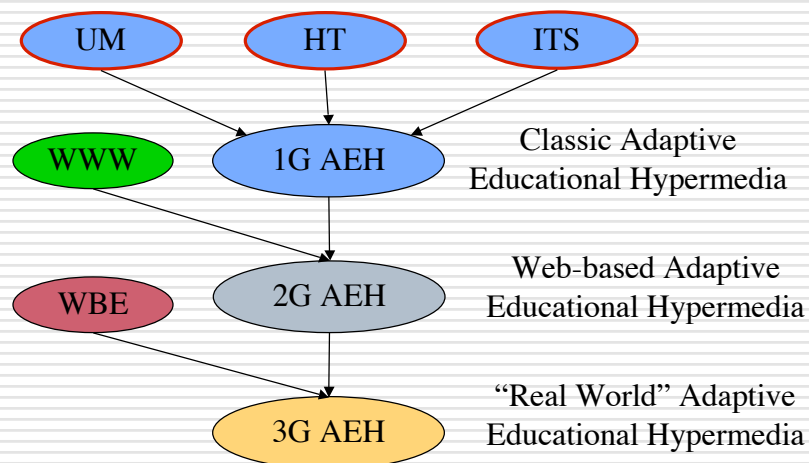 UM
HT
ITS
WWW
1G AEH
Classic Adaptive
Educational Hypermedia
WBE
2G AEH
Web-based Adaptive
Educational Hypermedia
3G AEH
“Real World” Adaptive
Educational Hypermedia